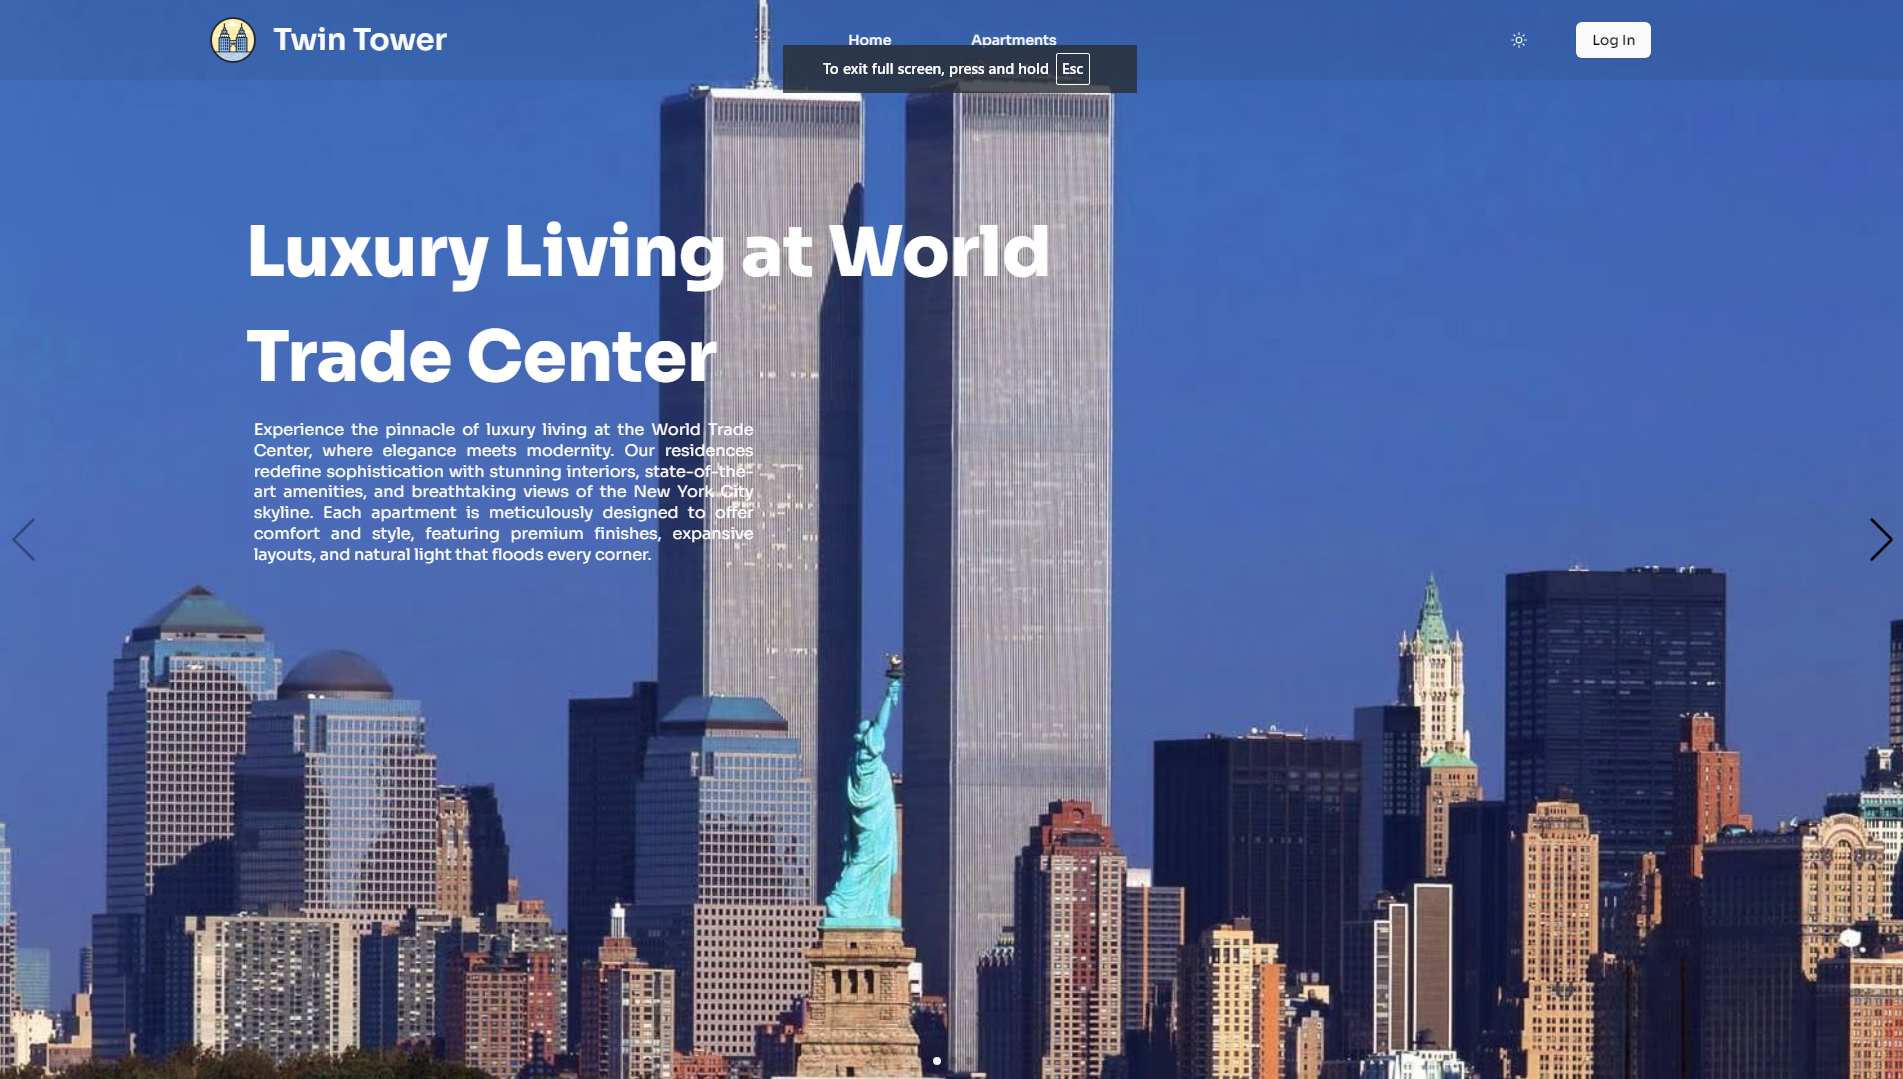 Twin Tower
Home
Apartments
Log In
To exit full screen, press and hold Esc
Luxury Living at World
Trade Center
Experience the pinnacle of luxury living at the World Trade
Center, where elegance meets modernity. Our residences
redefine sophistication with stunning interiors, state-of-the-
art amenities, and breathtaking views of the New York City
skyline. Each apartment is meticulously designed to offer
comfort and style, featuring premium finishes, expansive
layouts, and natural light that floods every corner.